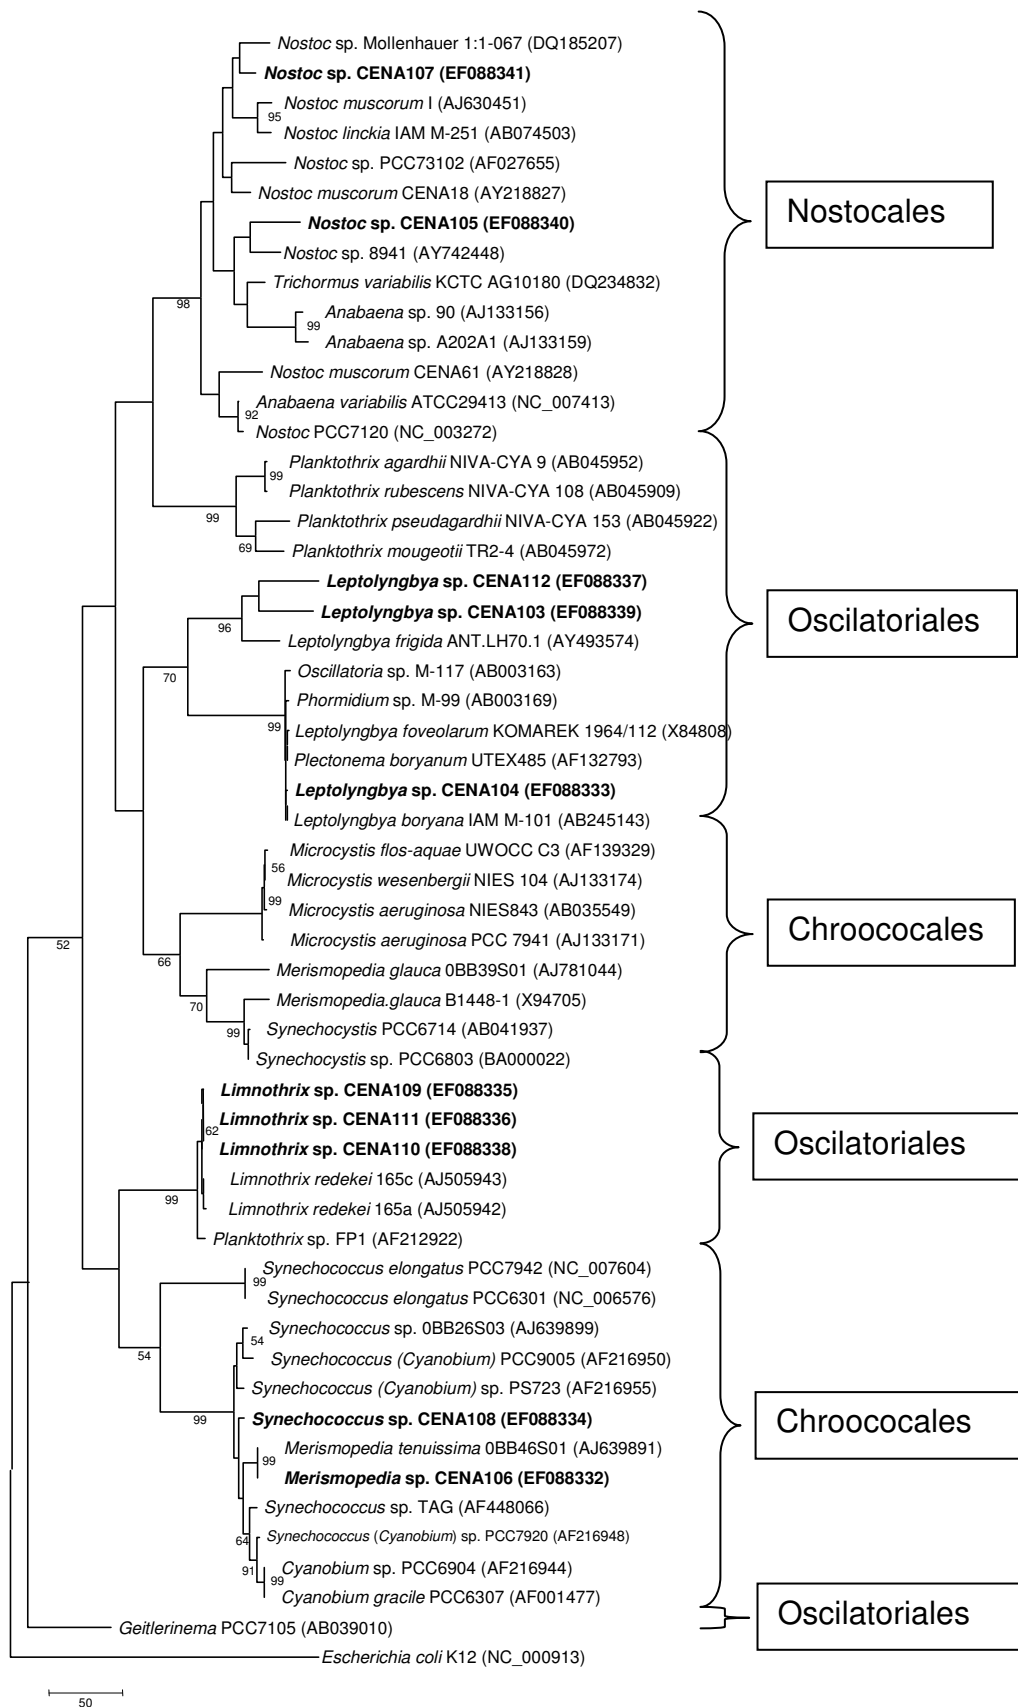 Nostoc sp. Mollenhauer 1:1-067 (DQ185207)
Nostoc sp. CENA107 (EF088341)
Nostoc muscorum I (AJ630451)
95
Nostoc linckia IAM M-251 (AB074503)
Nostoc sp. PCC73102 (AF027655)
Nostoc muscorum CENA18 (AY218827)
Nostocales
Nostoc sp. CENA105 (EF088340)
Nostoc sp. 8941 (AY742448)
Trichormus variabilis KCTC AG10180 (DQ234832)
98
Anabaena sp. 90 (AJ133156)
99
Anabaena sp. A202A1 (AJ133159)
Nostoc muscorum CENA61 (AY218828)
Anabaena variabilis ATCC29413 (NC_007413)
92
Nostoc PCC7120 (NC_003272)
Planktothrix agardhii NIVA-CYA 9 (AB045952)
99
Planktothrix rubescens NIVA-CYA 108 (AB045909)
99
Planktothrix pseudagardhii NIVA-CYA 153 (AB045922)
69
Planktothrix mougeotii TR2-4 (AB045972)
Leptolyngbya sp. CENA112 (EF088337)
Leptolyngbya sp. CENA103 (EF088339)
Oscilatoriales
96
Leptolyngbya frigida ANT.LH70.1 (AY493574)
70
Oscillatoria sp. M-117 (AB003163)
Phormidium sp. M-99 (AB003169)
99
Leptolyngbya foveolarum KOMAREK 1964/112 (X84808)
Plectonema boryanum UTEX485 (AF132793)
Leptolyngbya sp. CENA104 (EF088333)
Leptolyngbya boryana IAM M-101 (AB245143)
Microcystis flos-aquae UWOCC C3 (AF139329)
56
Microcystis wesenbergii NIES 104 (AJ133174)
99
Microcystis aeruginosa NIES843 (AB035549)
Chroococales
Microcystis aeruginosa PCC 7941 (AJ133171)
52
66
Merismopedia glauca 0BB39S01 (AJ781044)
70
Merismopedia.glauca B1448-1 (X94705)
99
Synechocystis PCC6714 (AB041937)
Synechocystis sp. PCC6803 (BA000022)
Limnothrix sp. CENA109 (EF088335)
Limnothrix sp. CENA111 (EF088336)
62
Limnothrix sp. CENA110 (EF088338)
Oscilatoriales
Limnothrix redekei 165c (AJ505943)
99
Limnothrix redekei 165a (AJ505942)
Planktothrix sp. FP1 (AF212922)
Synechococcus elongatus PCC7942 (NC_007604)
99
Synechococcus elongatus PCC6301 (NC_006576)
Synechococcus sp. 0BB26S03 (AJ639899)
54
54
Synechococcus (Cyanobium) PCC9005 (AF216950)
Synechococcus (Cyanobium) sp. PS723 (AF216955)
99
Synechococcus sp. CENA108 (EF088334)
Chroococales
Merismopedia tenuissima 0BB46S01 (AJ639891)
99
Merismopedia sp. CENA106 (EF088332)
Synechococcus sp. TAG (AF448066)
64
Synechococcus (Cyanobium) sp. PCC7920 (AF216948)
91
Cyanobium sp. PCC6904 (AF216944)
99
Cyanobium gracile PCC6307 (AF001477)
Oscilatoriales
Geitlerinema PCC7105 (AB039010)
Escherichia coli K12 (NC_000913)
50